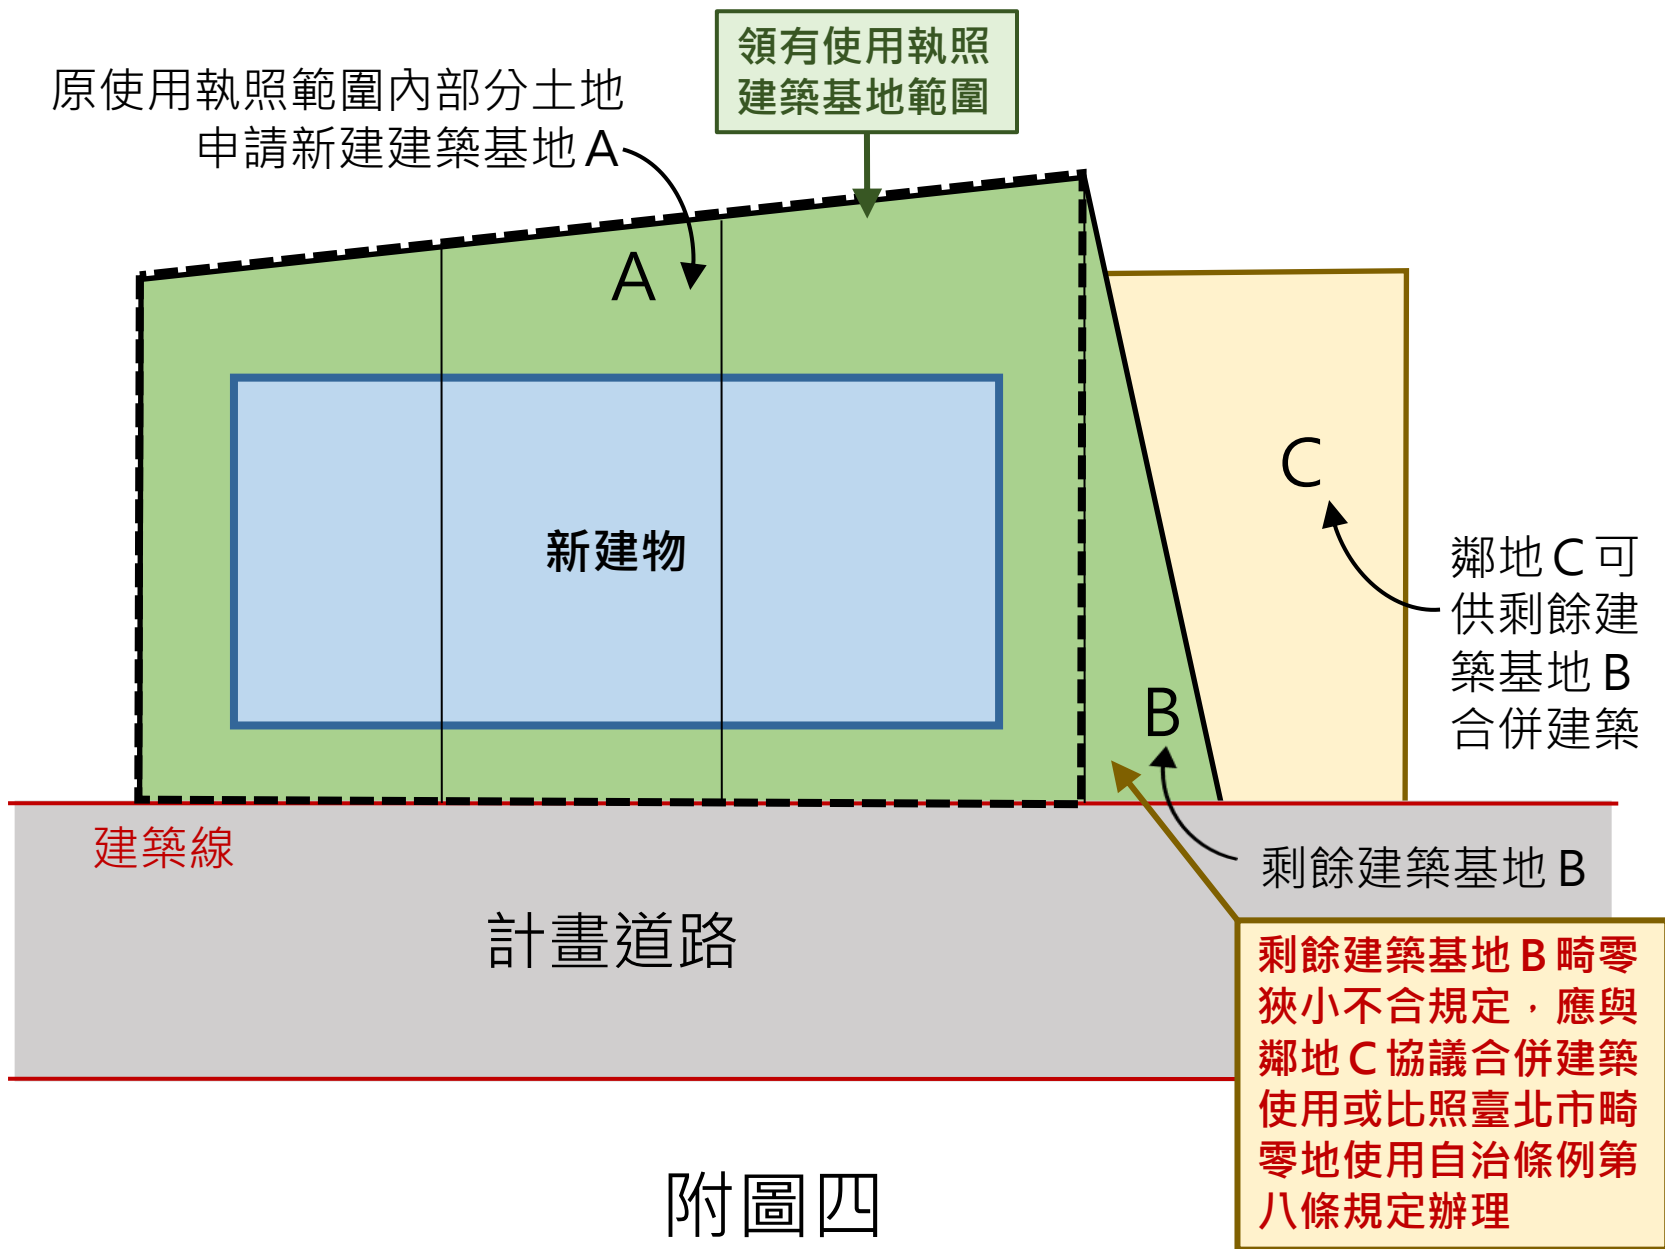 領有使用執照
建築基地範圍
原使用執照範圍內部分土地
申請新建建築基地A
A
C
新建物
鄰地C可
供剩餘建
築基地B
合併建築
B
建築線
剩餘建築基地B
計畫道路
剩餘建築基地B畸零
狹小不合規定，應與
鄰地C協議合併建築
使用或比照臺北市畸
零地使用自治條例第
八條規定辦理
附圖四